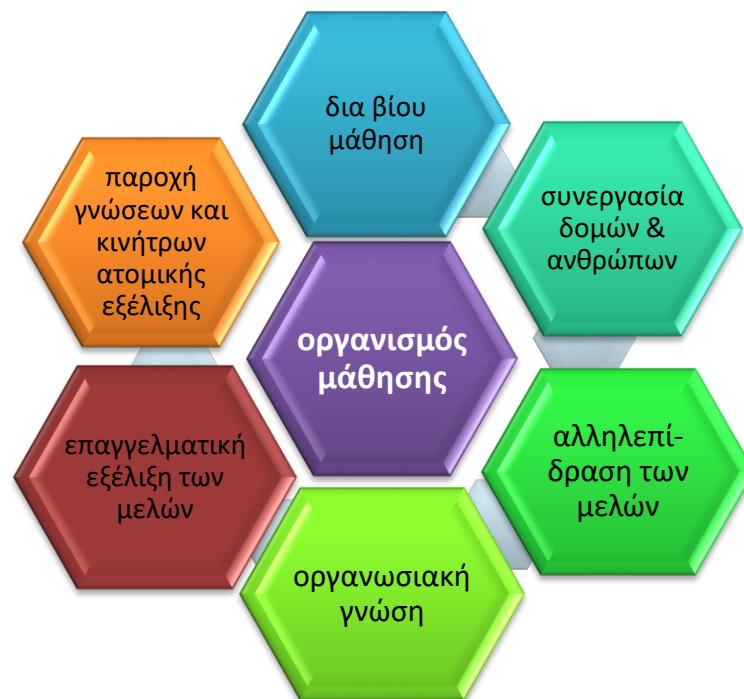 δια βίου
μάθηση
συνεργασία
δομών &
ανθρώπων
αλληλεπί-
δραση των
μελών
οργανωσιακή
γνώση
επαγγελματική
εξέλιξη των
μελών
παροχή
γνώσεων και
κινήτρων
ατομικής
εξέλιξης
οργανισμός
μάθησης